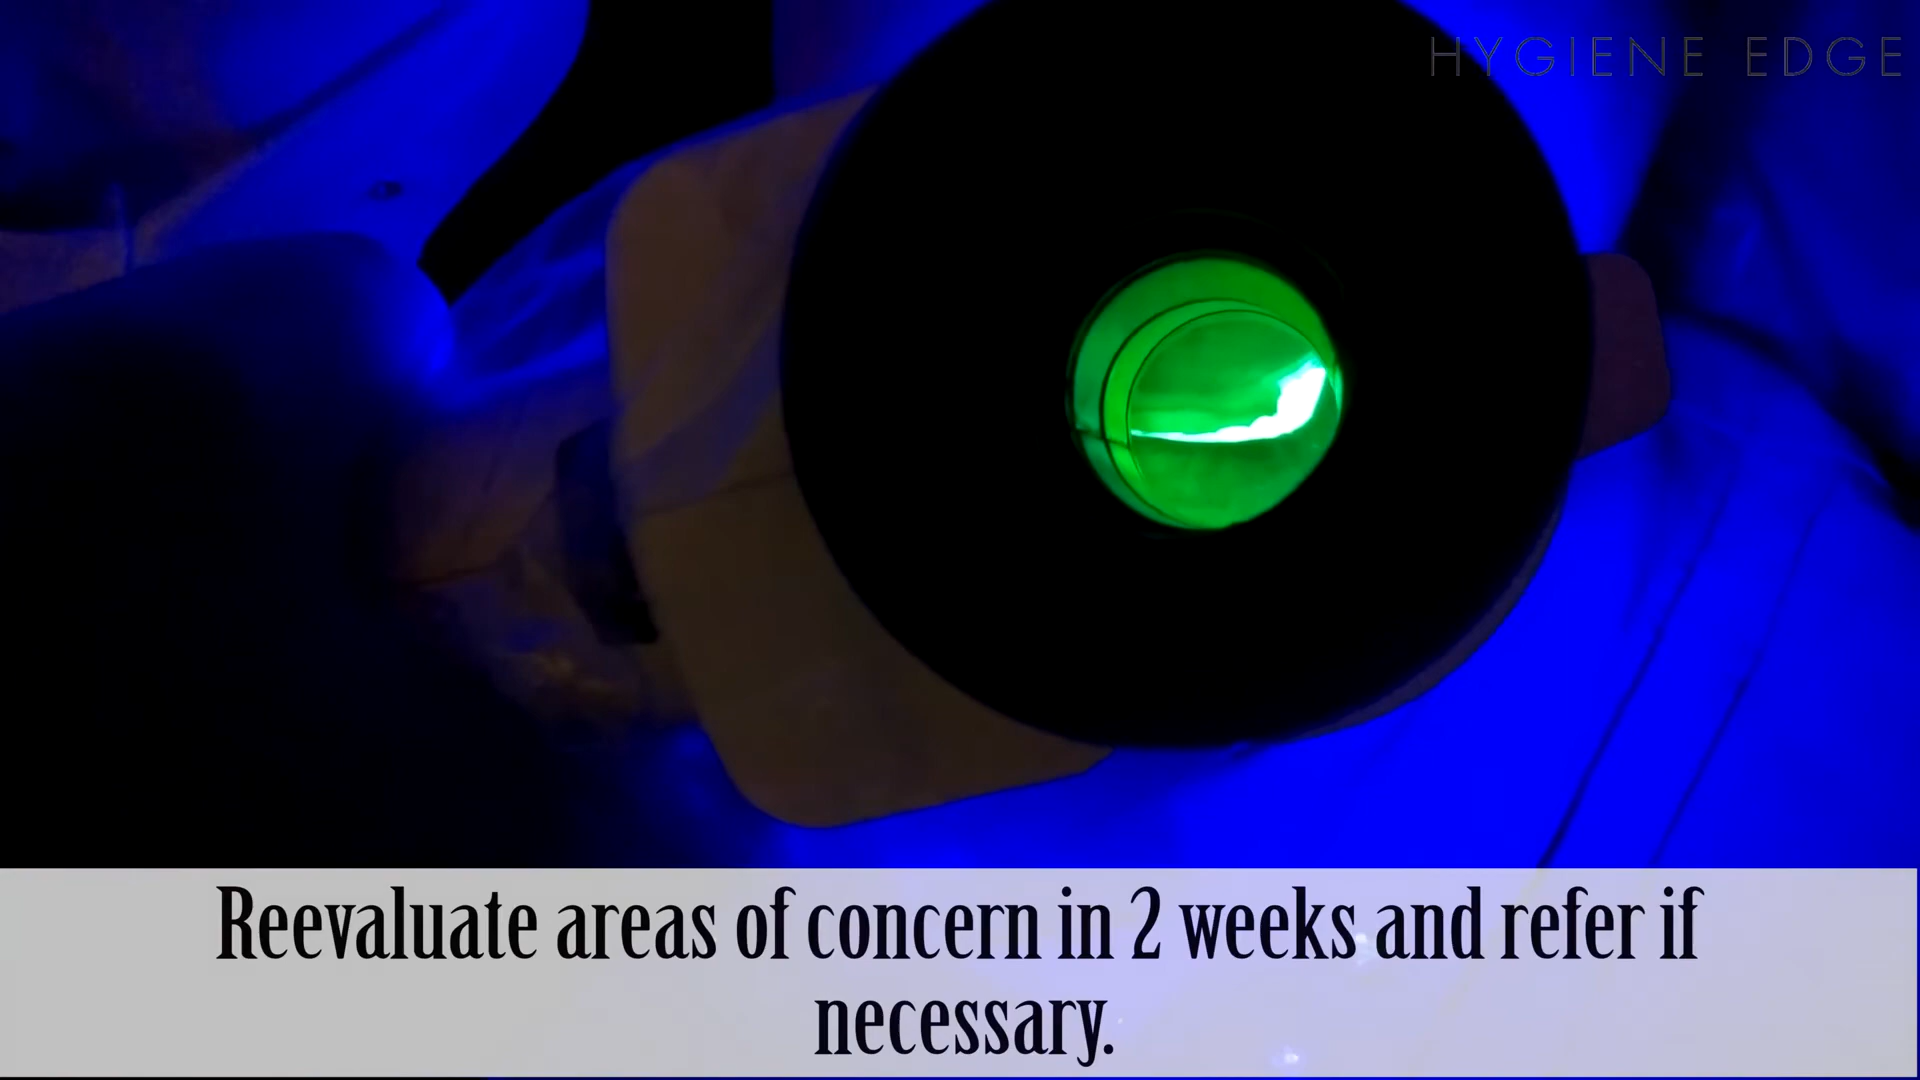 HYGIENE EDGE
Reevaluate areas of concern in 2 weeks and refer if
necessary.